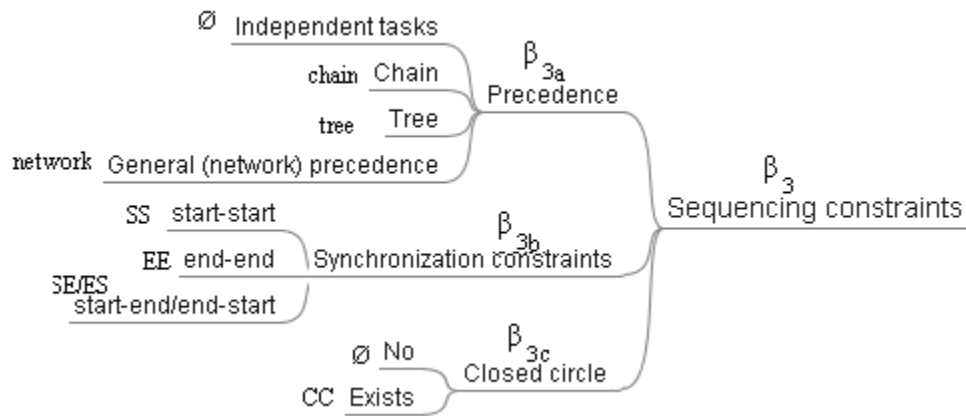 Ø Independent tasks
β3a
chain Chain
Precedence
tree Tree
network General (network) precedence
β3
Sequencing constraints
SS start-start
β3b
EE end-end
Synchronization constraints
SE/ES
start-end/end-start
β3c
Ø No
Closed circle
CC Exists